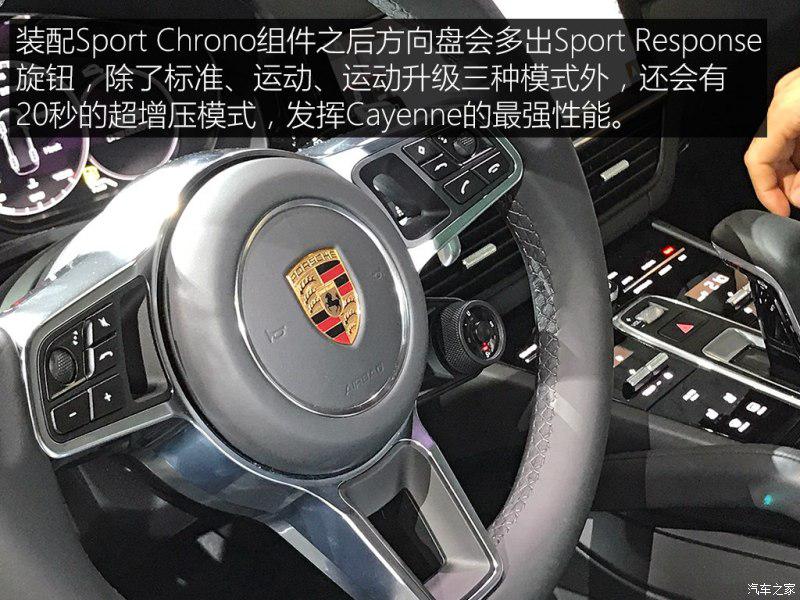 装配Sport Chrono组件之后方向盘会多出Sport Response
旋钮，除了标准、运动、运动升级三种模式外，还会有
20秒的超增压模式，发挥Cayenne的最强性能。
PORSCHE
AIRBAG
汽车之家